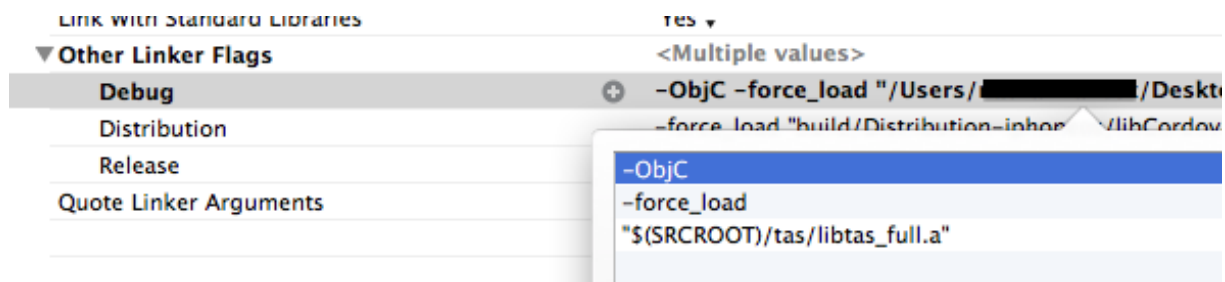 Link With Standard Libraries Yes
Other Linker Flags <Multiple values>
Debug -ObjC -force_load "/Users/ /Deskt
Distribution -force_load "build/Distribution-iphon /libCordov
Release
-ObjC
Quote Linker Arguments
-force_load
"$(SRCROOT)/tas/libtas_full.a"